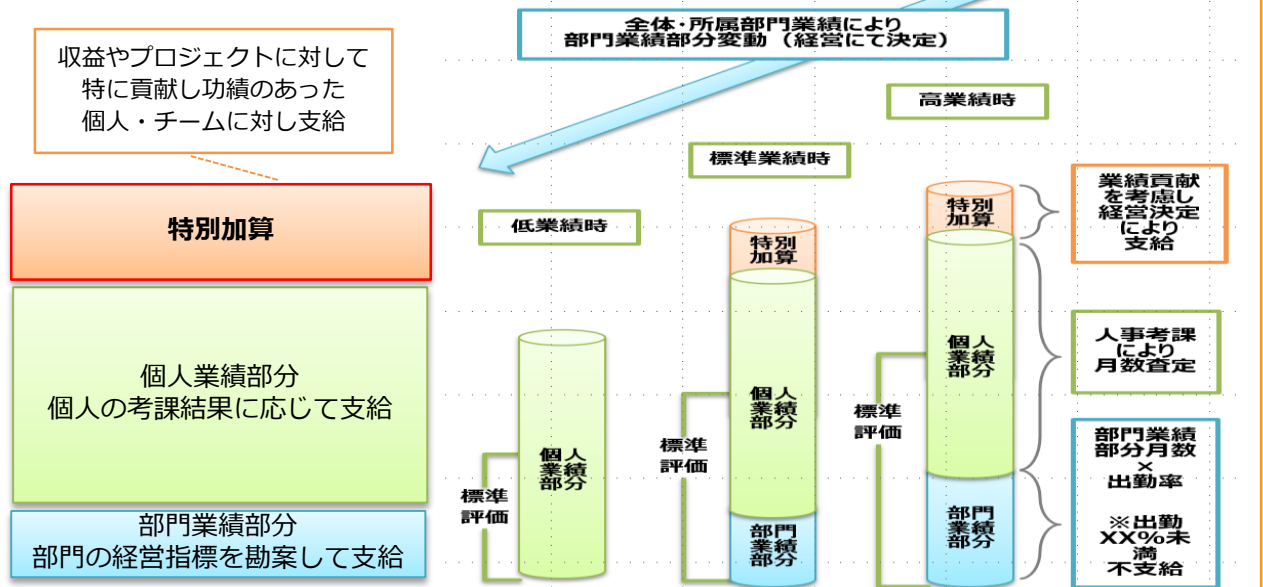 収益やプロジェクトに対して
特に貢献し功績のあった
個人・チームに対し支給
特別加算
個人業績部分
個人の考課結果に応じて支給
部門業績部分
部門の経営指標を勘案して支給
全体・所属部門業績により
部門業績部分変動（経営にて決定）
低業績時
個人
業績
部分
標準
評価
標準業績時
特別
加算
個人
業績
部分
部門
業績
部分
標準
評価
高業績時
特別
加算
個人
業績
部分
部門
業績
部分
標準
評価
業績貢献
を考慮し
経営決定
により
支給
人事考課
により
月数査定
部門業績
部分月数
×
出勤率
※出勤
XX%未
満
不支給